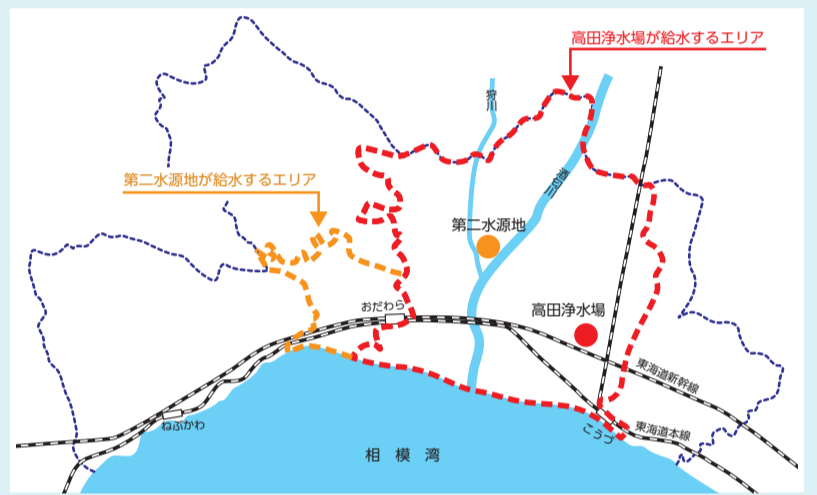 高田浄水場が給水するエリア
狩川
酒匂川
第二水源地が給水するエリア
第二水源地
おだわら
高田浄水場
東海道新幹線
ねぶかわ
こうづ
東海道本線
相模湾